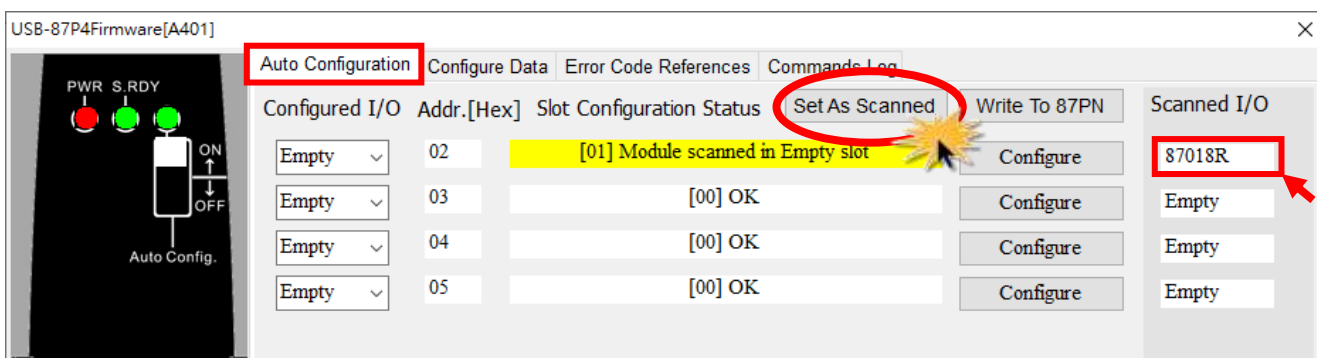 USB-87P4Firmware[A401]
Auto Configuration Configure Data Error Code References Commands Log
PWR S.RDY
ON
OFF
Auto Config.
Configured I/O Addr.[Hex] Slot Configuration Status Set As Scanned Write To 87PN Scanned I/O
Empty 02 [01] Module scanned in Empty slot Configure 87018R
Empty 03 [00] OK Configure Empty
Empty 04 [00] OK Configure Empty
Empty 05 [00] OK Configure Empty